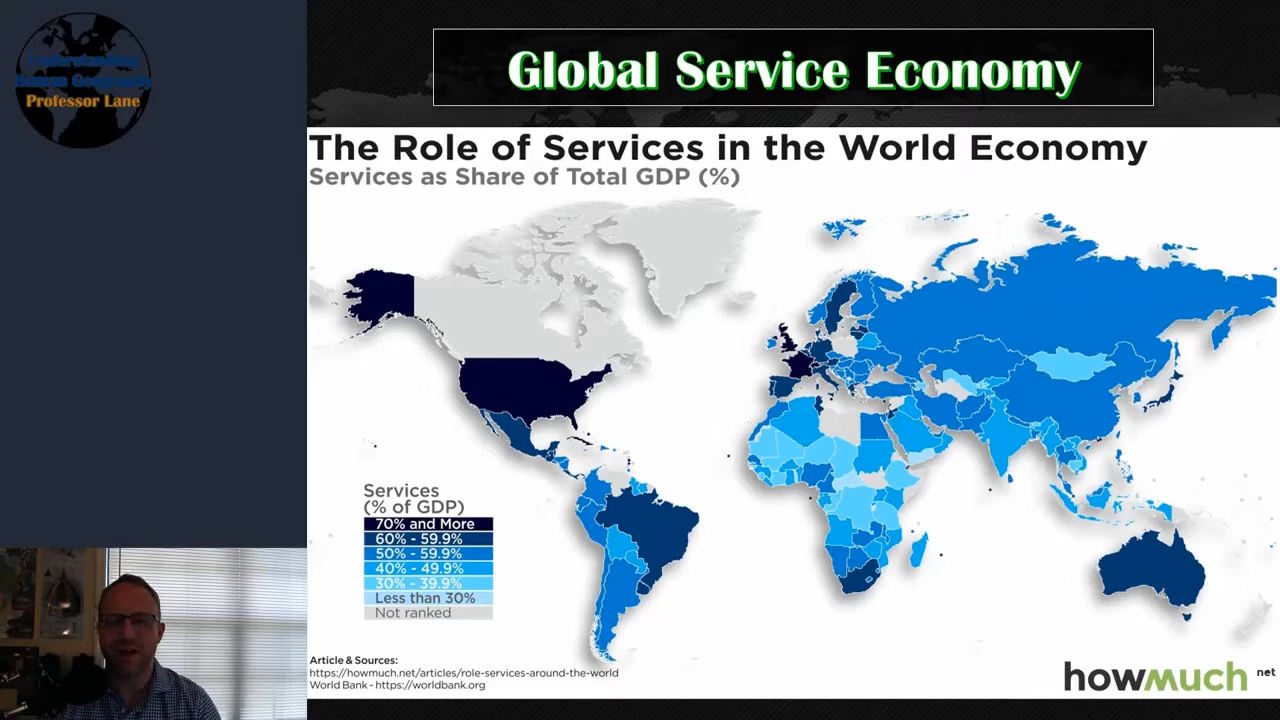 Understanding
Human Geography
Professor Lane
Global Service Economy
The Role of Services in the World Economy
Services as Share of Total GDP (%)
Services
(% of GDP)
70% and More
60% - 59.9%
50% - 59.9%
40% - 49.9%
30% - 39.9%
Less than 30%
Not ranked
Article & Sources:
https://howmuch.net/articles/role-services-around-the-world
World Bank - https://worldbank.org
howmuch net